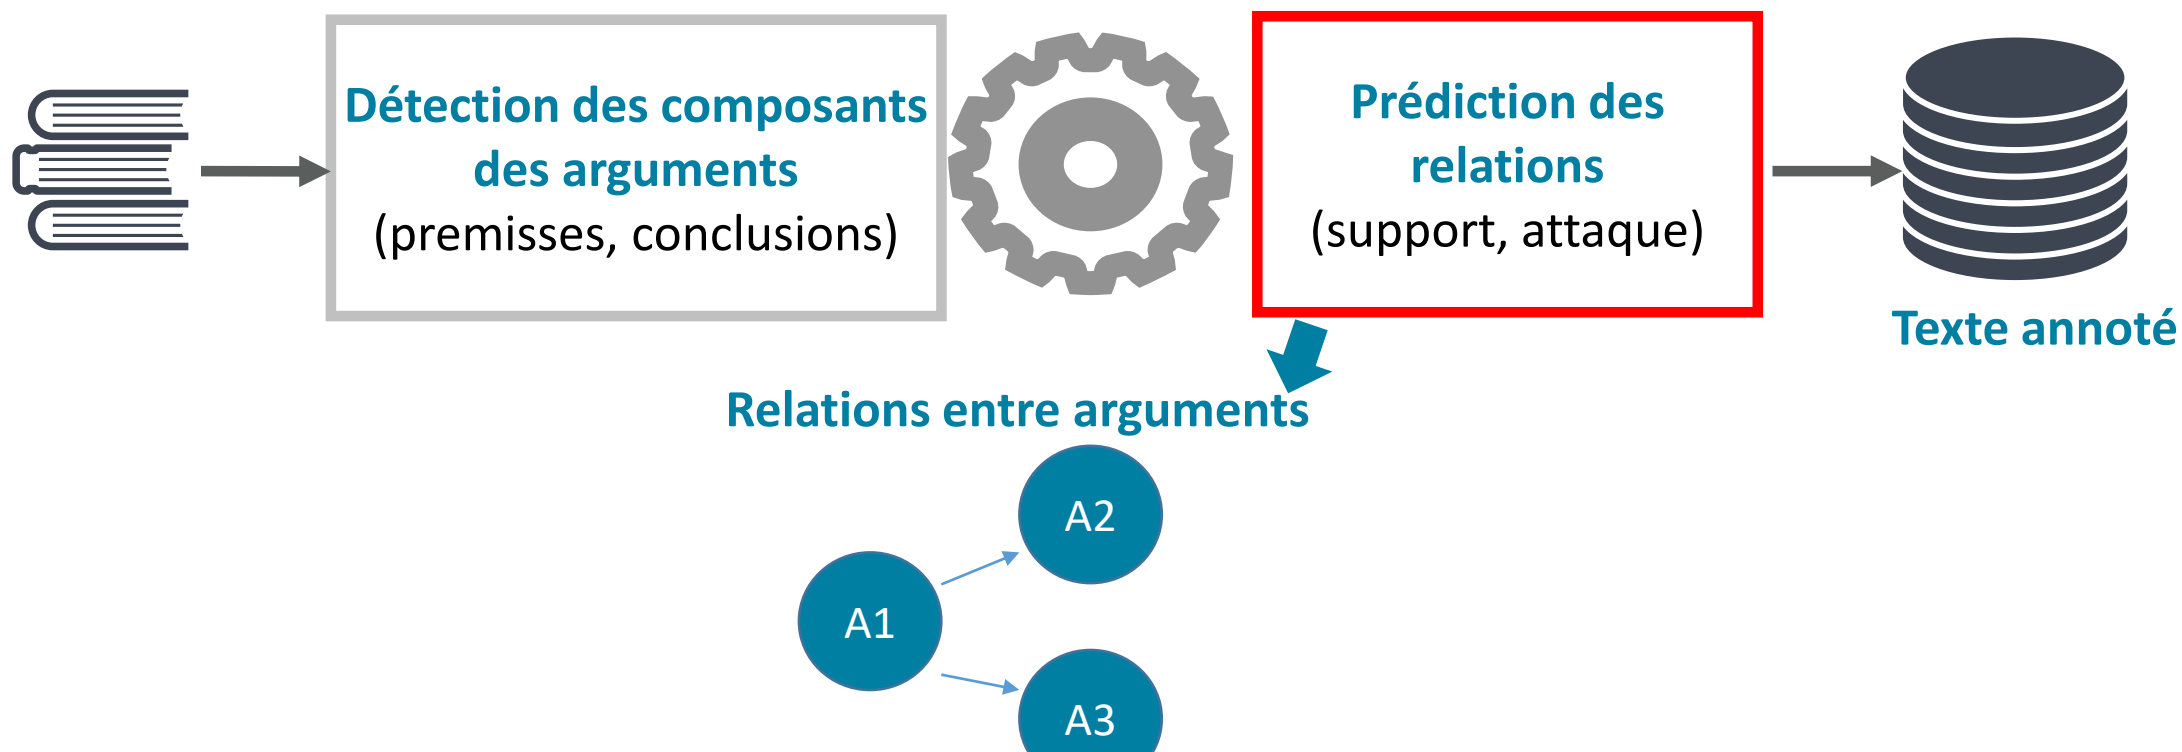 Détection des composants
des arguments
(premisses, conclusions)
Prédiction des
relations
(support, attaque)
Texte annoté
Relations entre arguments
A2
A1
A3